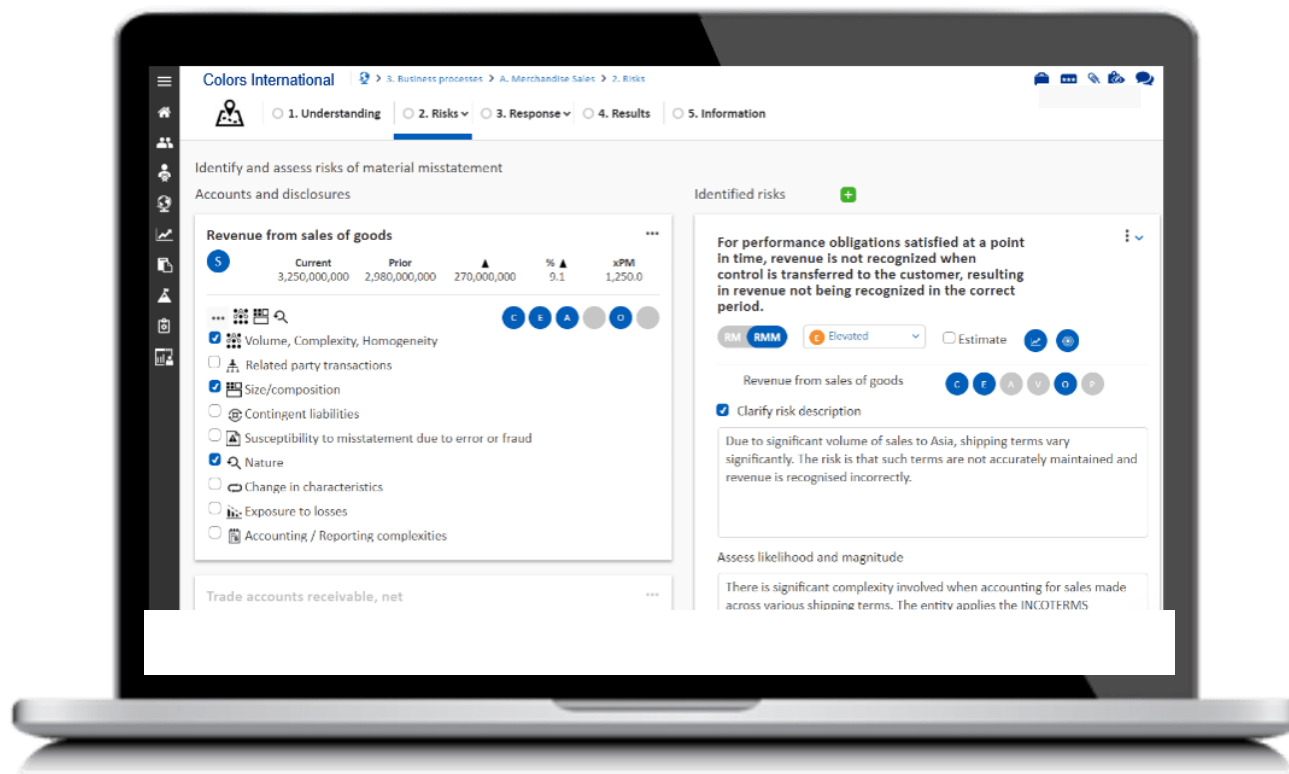 Colors International
3. Business processes > A. Merchandise Sales > 2. Risks
1. Understanding
2. Risks
3. Response
4. Results
5. Information
Identify and assess risks of material misstatement
Accounts and disclosures
Revenue from sales of goods
S
Current Prior ▲ % ▲ xPM
3,250,000,000 2,980,000,000 270,000,000 9.1 1,250.0
C E A O
Volume, Complexity, Homogeneity
Related party transactions
Size/composition
Contingent liabilities
Susceptibility to misstatement due to error or fraud
Nature
Change in characteristics
Exposure to losses
Accounting / Reporting complexities
Trade accounts receivable, net
Identified risks
For performance obligations satisfied at a point
in time, revenue is not recognized when
control is transferred to the customer, resulting
in revenue not being recognized in the correct
period.
RM RMM E Elevated Estimate
Revenue from sales of goods C E A V O P
Clarify risk description
Due to significant volume of sales to Asia, shipping terms vary
significantly. The risk is that such terms are not accurately maintained and
revenue is recognised incorrectly.
Assess likelihood and magnitude
There is significant complexity involved when accounting for sales made
across various shipping terms. The entity applies the INCOTERMS